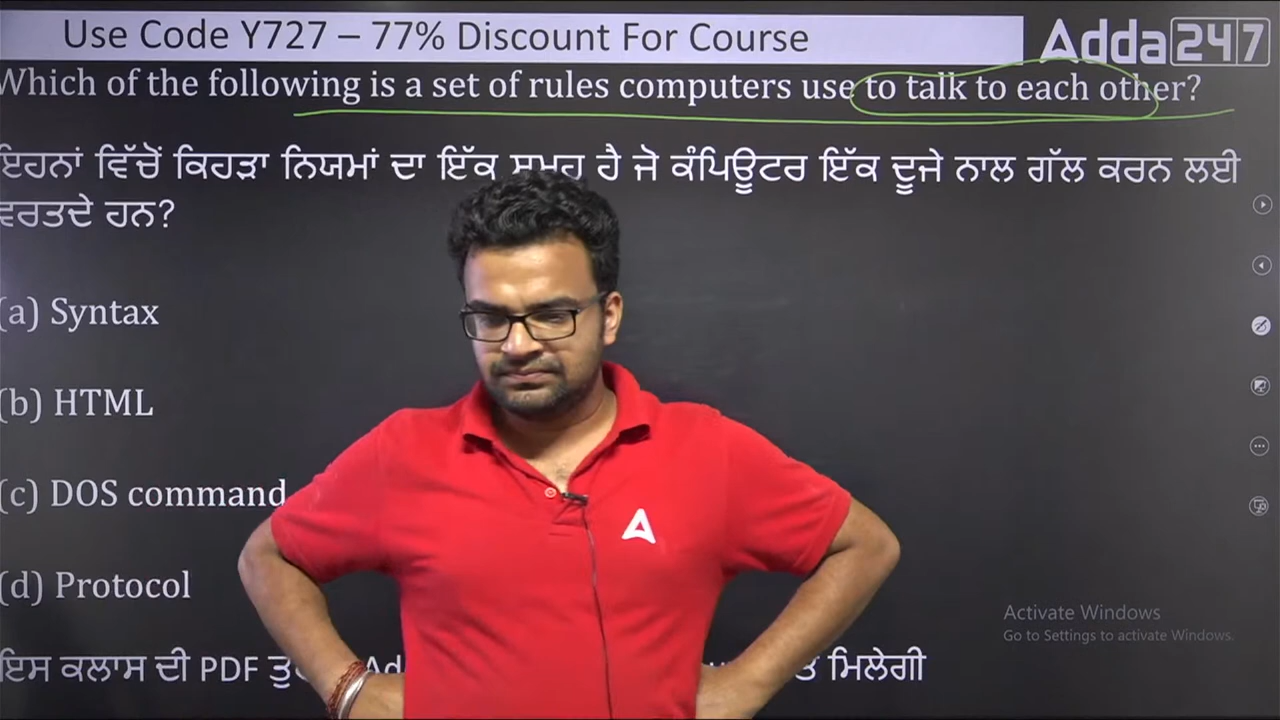 Use Code Y727 – 77% Discount For Course
Adda247
Which of the following is a set of rules computers use to talk to each other?
ਇਹਨਾਂ ਵਿੱਚੋਂ ਕਿਹੜਾ ਨਿਯਮਾਂ ਦਾ ਇੱਕ ਸਮੂਹ ਹੈ ਜੋ ਕੰਪਿਊਟਰ ਇੱਕ ਦੂਜੇ ਨਾਲ ਗੱਲ ਕਰਨ ਲਈ
ਵਰਤਦੇ ਹਨ?
(a) Syntax
(b) HTML
(c) DOS command
(d) Protocol
Activate Windows
Go to Settings to activate Windows.
ਇਸ ਕਲਾਸ ਦੀ PDF ਮਿਲੇਗੀ